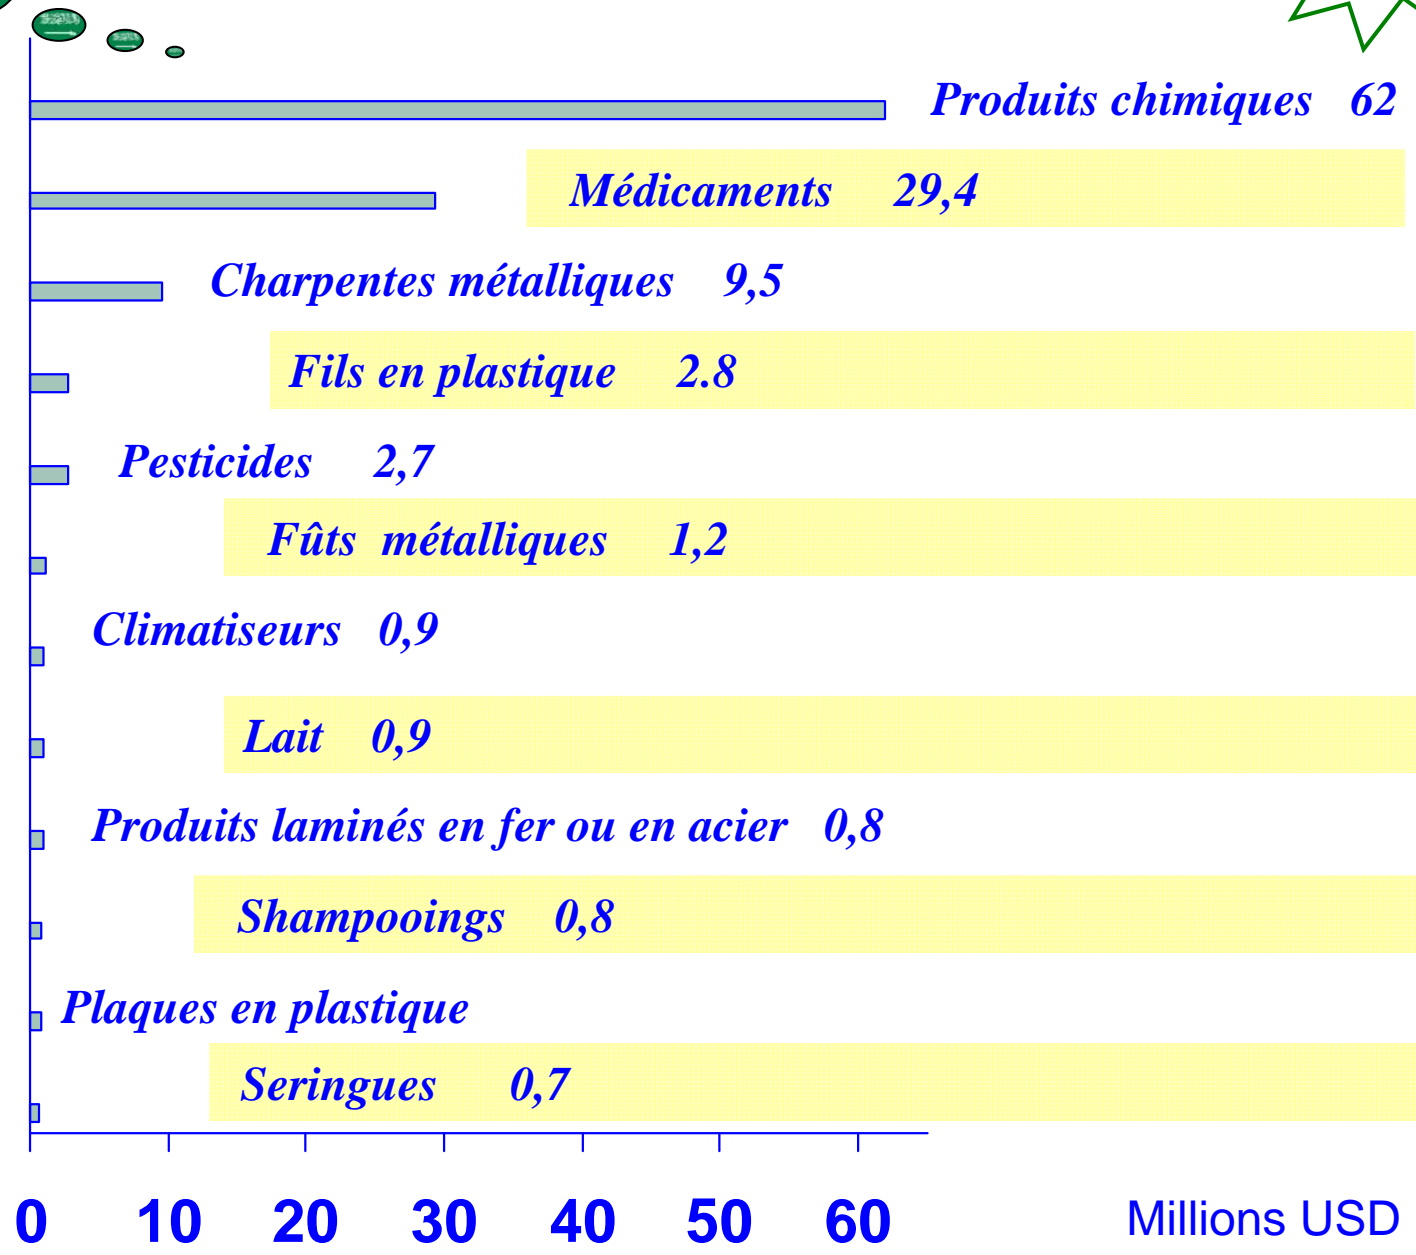 Produits chimiques 62
Médicaments 29,4
Charpentes métalliques 9,5
Fils en plastique 2.8
Pesticides 2,7
Fûts métalliques 1,2
Climatiseurs 0,9
Lait 0,9
Produits laminés en fer ou en acier 0,8
Shampooings 0,8
Plaques en plastique
Seringues 0,7
0 10 20 30 40 50 60 Millions USD